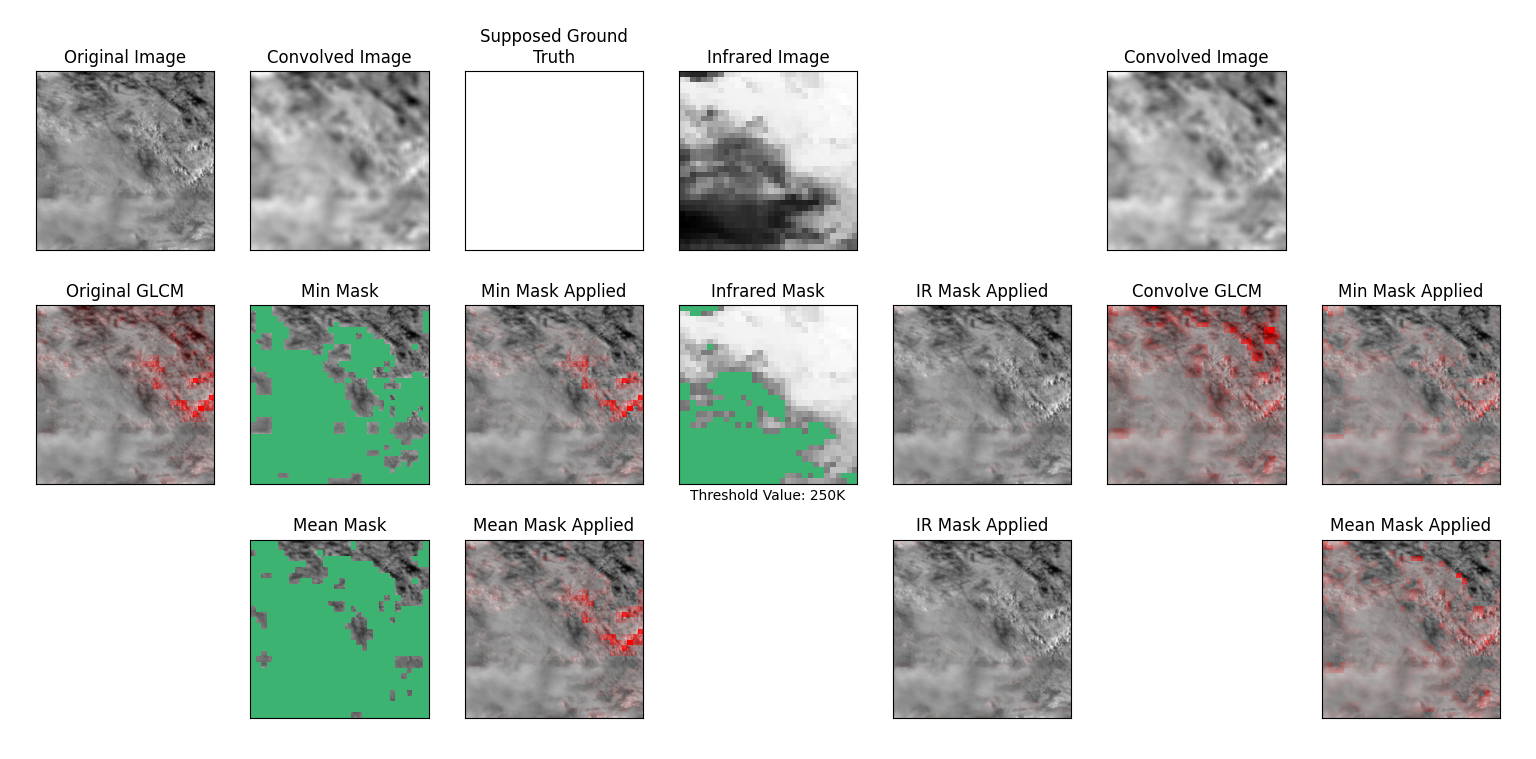 Original Image
Convolved Image
Supposed Ground
Truth
Infrared Image
Convolved Image
Original GLCM
Min Mask
Min Mask Applied
Infrared Mask
IR Mask Applied
Convolve GLCM
Min Mask Applied
Threshold Value: 250K
Mean Mask
Mean Mask Applied
IR Mask Applied
Mean Mask Applied